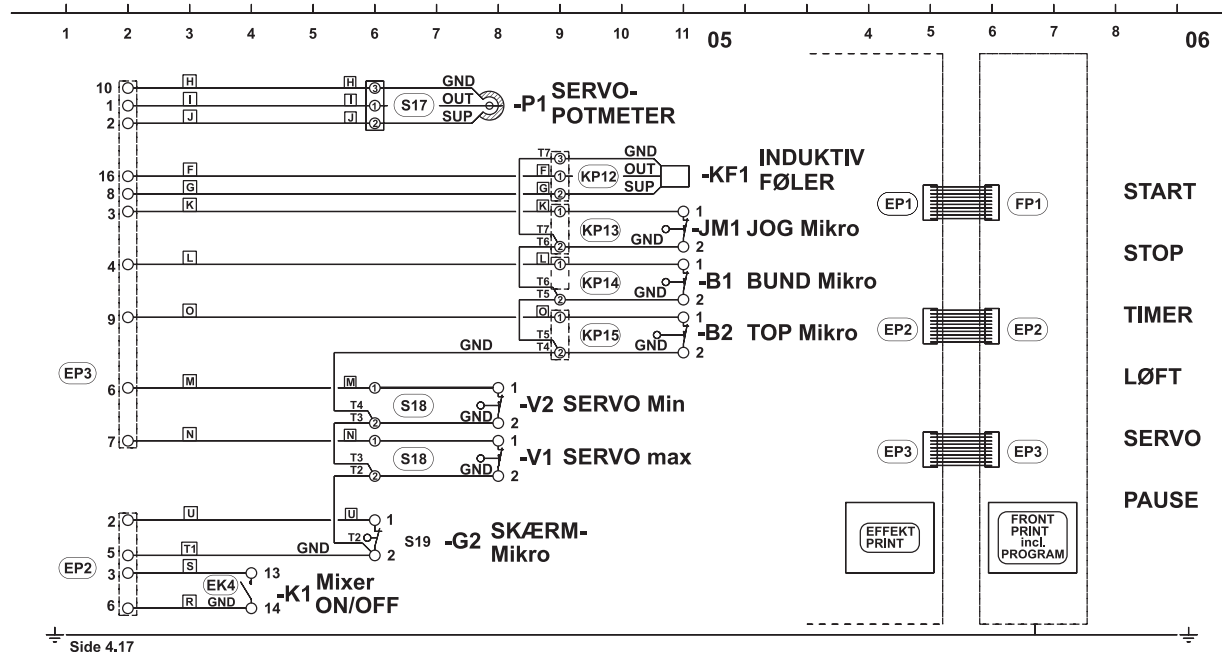 1 2 3 4 5 6 7 8 9 10 11 05 4 5 6 7 8 06
10 H H 3 GND
1 I I 1 S17 OUT -P1 SERVO-
2 J J 2 SUP POTMETER
T7 3 GND
16 F F 1 KP12 OUT -KF1 INDUKTIV
8 G G 2 SUP FØLER
3 K K 1 1
T7 KP13 -JM1 JOG Mikro
T6 2 GND 2
4 L L 1 1
T6 KP14 -B1 BUND Mikro
T5 2 GND 2
9 O O 1 1
T5 KP15 -B2 TOP Mikro
GND T4 2 GND 2
EP3
6 M M 1 1
T4 S18 -V2 SERVO Min
T3 2 GND 2
7 N N 1 1
T3 S18 -V1 SERVO max
T2 2 GND 2
2 U U 1
T2 S19 -G2 SKÆRM-
Mikro
5 T1 GND 2
EP2
3 S 13
EK4 -K1 Mixer
ON/OFF
6 R GND 14
EP1 FP1
EP2 EP2
EP3 EP3
EFFEKT
PRINT
FRONT
PRINT
incl.
PROGRAM
START
STOP
TIMER
LØFT
SERVO
PAUSE
Side 4.17